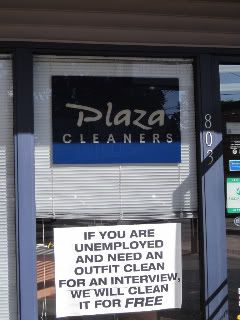 Plaza
CLEANERS
803
IF YOU ARE
UNEMPLOYED
AND NEED AN
OUTFIT CLEAN
FOR AN INTERVIEW,
WE WILL CLEAN
IT FOR FREE